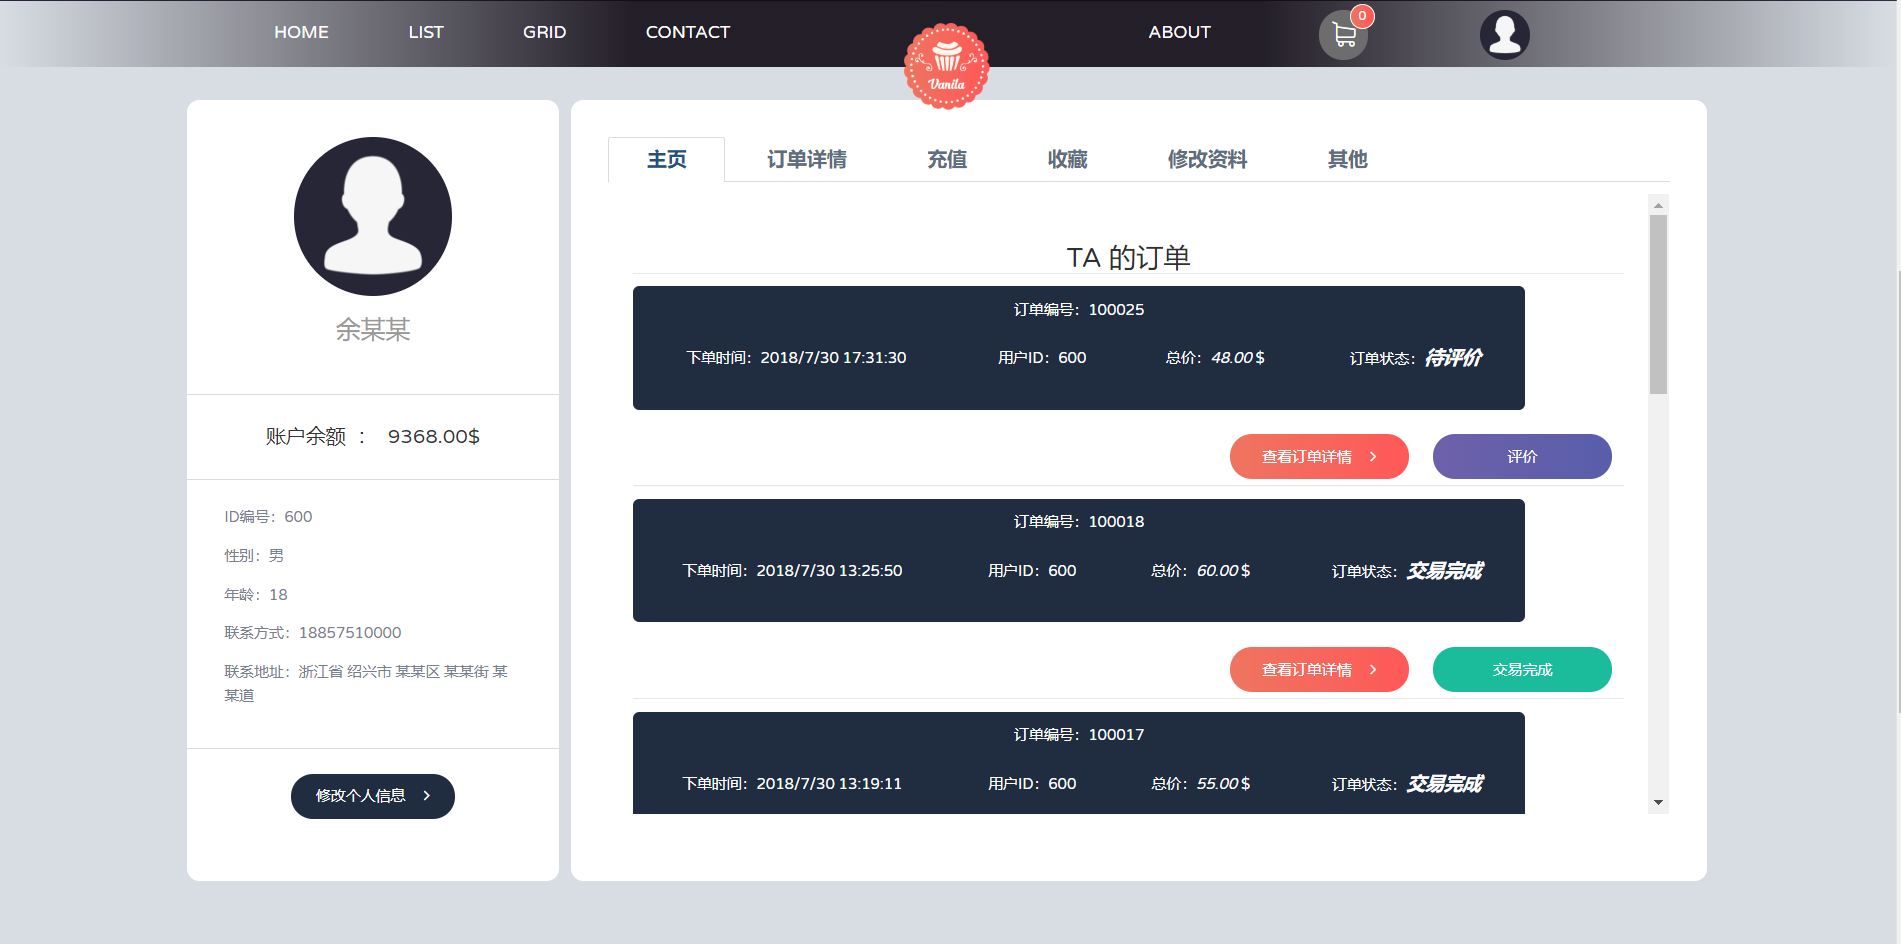 HOME LIST GRID CONTACT ABOUT 0
Vanila
主页 订单详情 充值 收藏 修改资料 其他
余某某
账户余额 ： 9368.00$
ID编号：600
性别：男
年龄：18
联系方式：18857510000
联系地址：浙江省 绍兴市 某某区 某某街 某
某道
修改个人信息
TA 的订单
订单编号：100025
下单时间：2018/7/30 17:31:30 用户ID：600 总价：48.00$ 订单状态：待评价
查看订单详情 评价
订单编号：100018
下单时间：2018/7/30 13:25:50 用户ID：600 总价：60.00$ 订单状态：交易完成
查看订单详情 交易完成
订单编号：100017
下单时间：2018/7/30 13:19:11 用户ID：600 总价：55.00$ 订单状态：交易完成